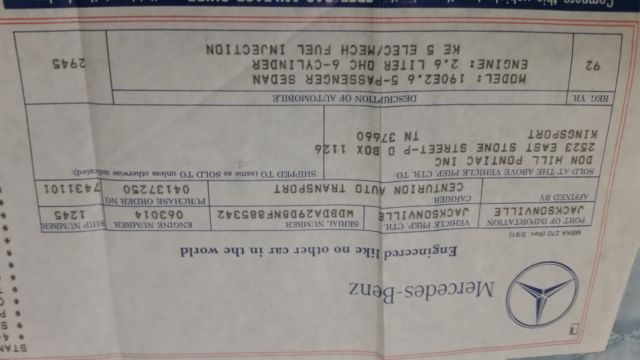 Mercedes-Benz
Engineered like no other car in the world
MBNA 270 (Rev. 3/91)
PORT OF IMPORTATION VEHICLE PREP. CTR. SERIAL NUMBER ENGINE NUMBER SHIP NUMBER
JACKSONVILLE JACKSONVILLE WDBDA29D8NF885342 063014 1245
AFFIXED BY CARRIER PURCHASE ORDER NO.
CENTURION AUTO TRANSPORT 04137250 7431101
SOLD AT THE ABOVE VEHICLE PREP. CTR. TO: SHIPPED TO (same as SOLD TO unless otherwise indicated):
DON HILL PONTIAC INC
2523 EAST STONE STREET-P O BOX 1126
KINGSPORT TN 37660
REG. YR. DESCRIPTION OF AUTOMOBILE
92 MODEL: 190E2.6 5-PASSENGER SEDAN
ENGINE: 2.6 LITER OHC 6-CYLINDER 2945
KE 5 ELEC/MECH FUEL INJECTION
STAN